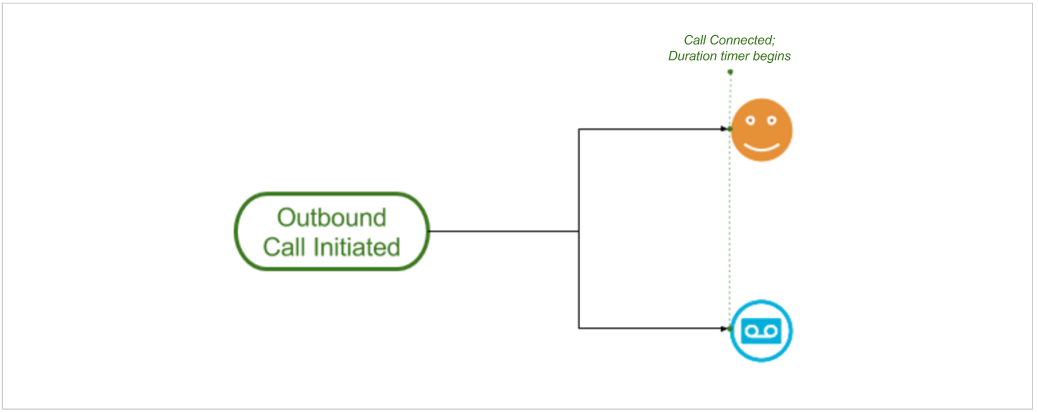 Call Connected;
Duration timer begins
Outbound
Call Initiated